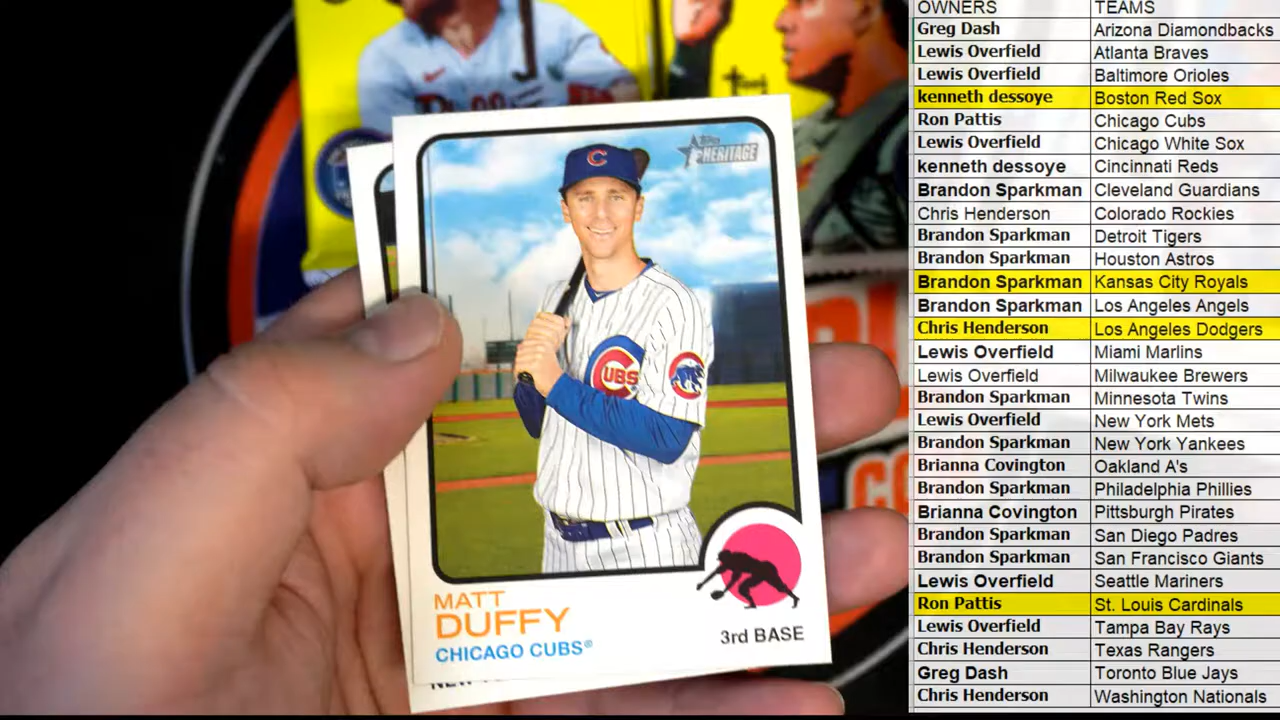 OWNERS TEAMS
Greg Dash Arizona Diamondbacks
Lewis Overfield Atlanta Braves
Lewis Overfield Baltimore Orioles
kenneth dessoye Boston Red Sox
Ron Pattis Chicago Cubs
Lewis Overfield Chicago White Sox
kenneth dessoye Cincinnati Reds
Brandon Sparkman Cleveland Guardians
Chris Henderson Colorado Rockies
Brandon Sparkman Detroit Tigers
Brandon Sparkman Houston Astros
Brandon Sparkman Kansas City Royals
Brandon Sparkman Los Angeles Angels
Chris Henderson Los Angeles Dodgers
Lewis Overfield Miami Marlins
Lewis Overfield Milwaukee Brewers
Brandon Sparkman Minnesota Twins
Lewis Overfield New York Mets
Brandon Sparkman New York Yankees
Brianna Covington Oakland A's
Brandon Sparkman Philadelphia Phillies
Brianna Covington Pittsburgh Pirates
Brandon Sparkman San Diego Padres
Brandon Sparkman San Francisco Giants
Lewis Overfield Seattle Mariners
Ron Pattis St. Louis Cardinals
Lewis Overfield Tampa Bay Rays
Chris Henderson Texas Rangers
Greg Dash Toronto Blue Jays
Chris Henderson Washington Nationals
Topps
HERITAGE
C
CUBS
MATT
DUFFY
CHICAGO CUBS®
3rd BASE